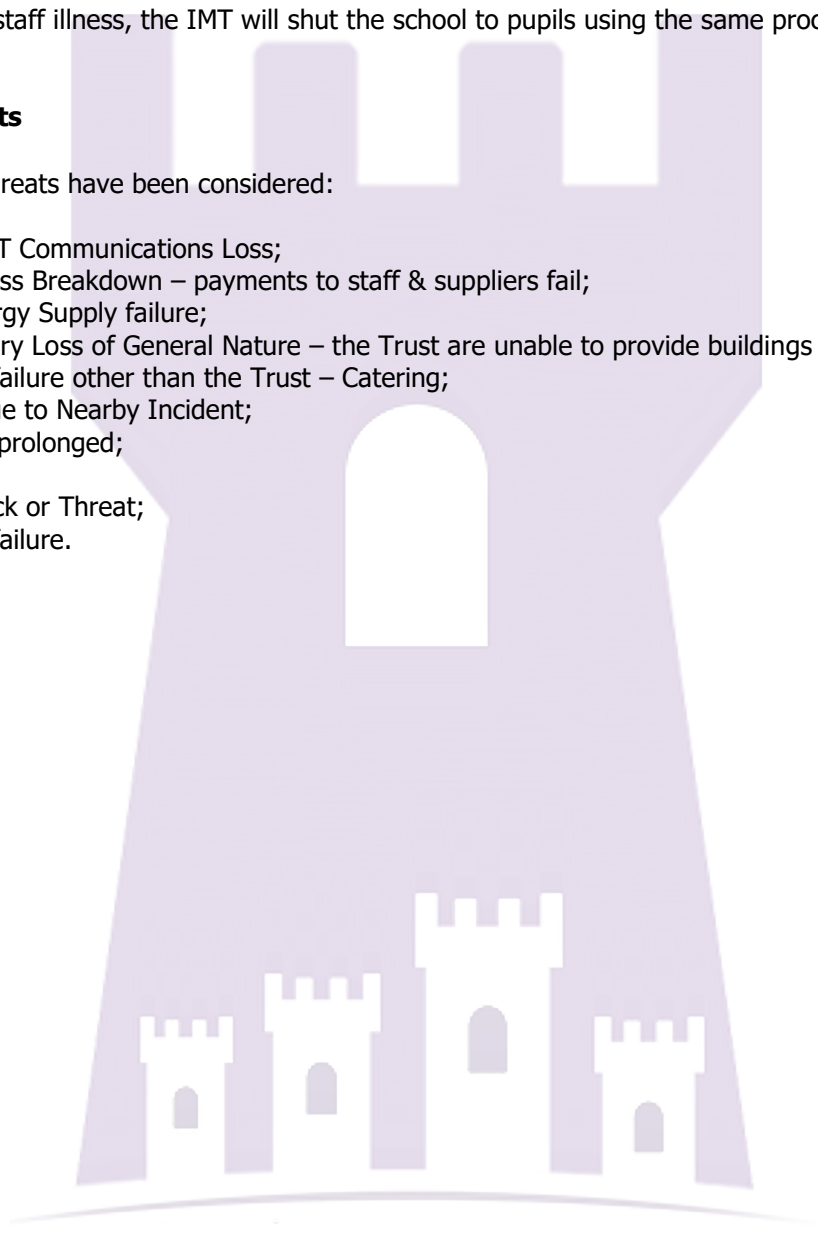 staff illness, the IMT will shut the school to pupils using the same
ts
reats have been considered:
T Communications Loss;
ss Breakdown – payments to staff & suppliers fail;
rgy Supply failure;
ry Loss of General Nature – the Trust are unable to provide buildings
ailure other than the Trust – Catering;
e to Nearby Incident;
prolonged;
ck or Threat;
ailure.